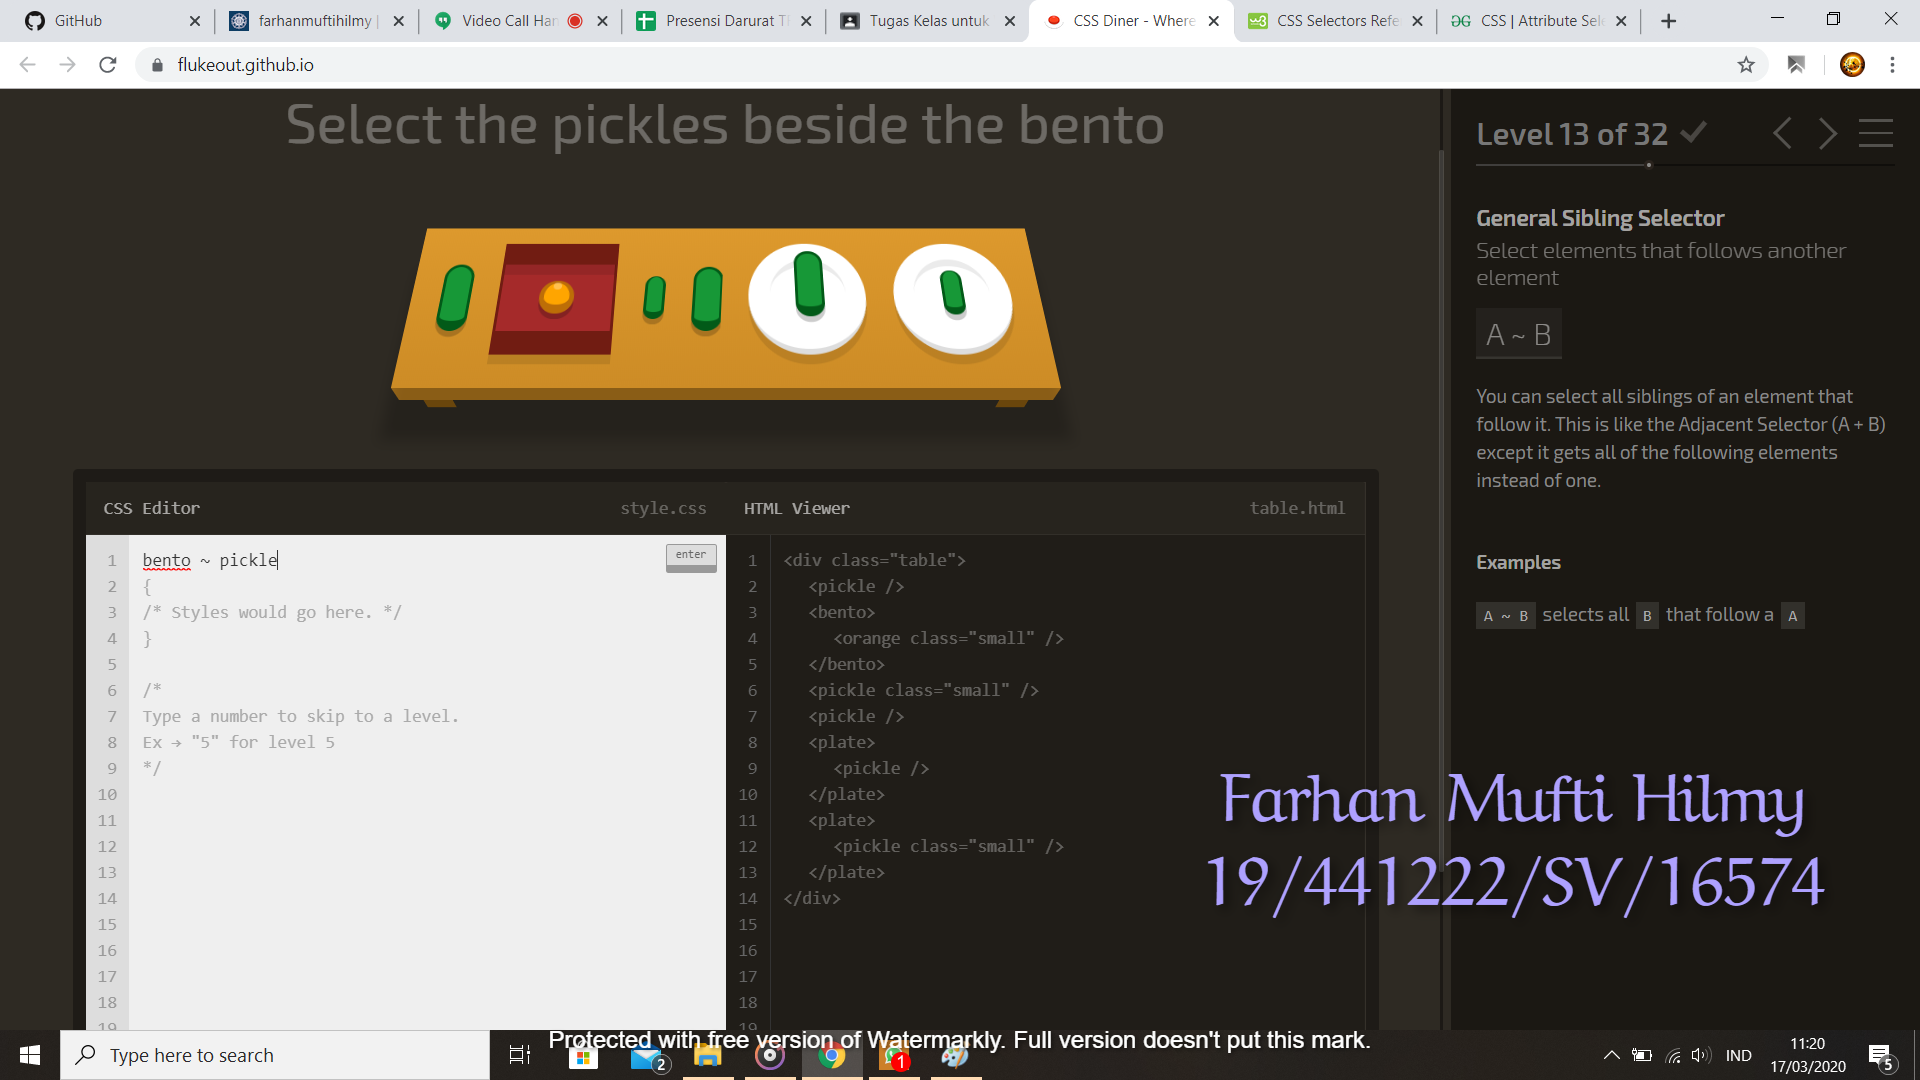 GitHub
farhanmuftihilmy |
Video Call Han
Presensi Darurat T
Tugas Kelas untuk
CSS Diner - Where
CSS Selectors Refe
CSS | Attribute Sele
flukeout.github.io
Select the pickles beside the bento
Level 13 of 32
General Sibling Selector
Select elements that follows another
element
A ~ B
You can select all siblings of an element that
follow it. This is like the Adjacent Selector (A + B)
except it gets all of the following elements
instead of one.
Examples
A ~ B selects all B that follow a A
CSS Editor
style.css
1 bento ~ pickle
enter
2 {
3 /* Styles would go here. */
4 }
5
6 /*
7 Type a number to skip to a level.
8 Ex → "5" for level 5
9 */
10
11
12
13
14
15
16
17
18
19
HTML Viewer
table.html
1 <div class="table">
2 <pickle />
3 <bento>
4 <orange class="small" />
5 </bento>
6 <pickle class="small" />
7 <pickle />
8 <plate>
9 <pickle />
10 </plate>
11 <plate>
12 <pickle class="small" />
13 </plate>
14 </div>
15
16
17
18
19
Farhan Mufti Hilmy
19/441222/SV/16574
Protected with free version of Watermarkly. Full version doesn't put this mark.
Type here to search
2
1
IND
11:20
17/03/2020
5